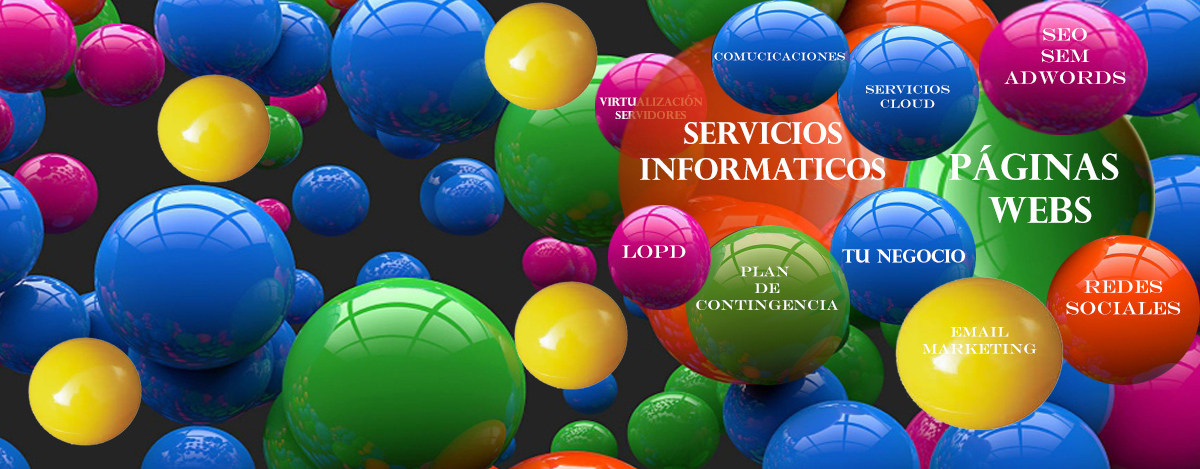 COMUCICACIONES
SERVICIOS
CLOUD
SEO
SEM
ADWORDS
VIRTUALIZACIÓN
SERVIDORES
SERVICIOS
INFORMATICOS
PÁGINAS
WEBS
LOPD
TU NEGOCIO
PLAN
DE
CONTINGENCIA
REDES
SOCIALES
EMAIL
MARKETING